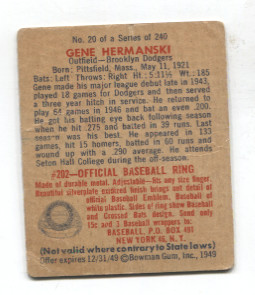 No. 20 of a Series of 240
GENE HERMANSKI
Outfield—Brooklyn Dodgers
Born: Pittsfield, Mass., May 11, 1921
Bats: Left Throws: Right Ht.: 5:11½ Wt.: 185
Gene made his major league debut late in 1943,
played 18 games for Dodgers and then served
a three year hitch in service. He returned to
play 64 games in 1946 and bat an even .200.
He got his batting eye back following season
when he hit .275 and batted in 39 runs. Last
season was his best. He appeared in 133
games, hit 15 homers, batted in 60 runs and
wound up with a .290 average. He attended
Seton Hall College during the off-season.
#202—OFFICIAL BASEBALL RING
Made of durable metal. Adjustable—fits any size finger.
Beautiful silverplate oxidized finish brings out detail of
Official Baseball Emblem. Baseball of gleaming
white plastic. Sides of ring show Baseball
and Crossed Bats design. Send only
15c and 3 Baseball wrappers to:
BASEBALL, P.O. BOX 491
NEW YORK 46, N.Y.
(Not valid where contrary to State laws)
Offer expires 12/31/49 ©Bowman Gum, Inc., 1949